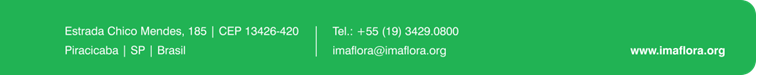 Estrada Chico Mendes, 185 | CEP 13426-420
Piracicaba | SP | Brasil
Tel.: +55 (19) 3429.0800
imaflora@imaflora.org
www.imaflora.org